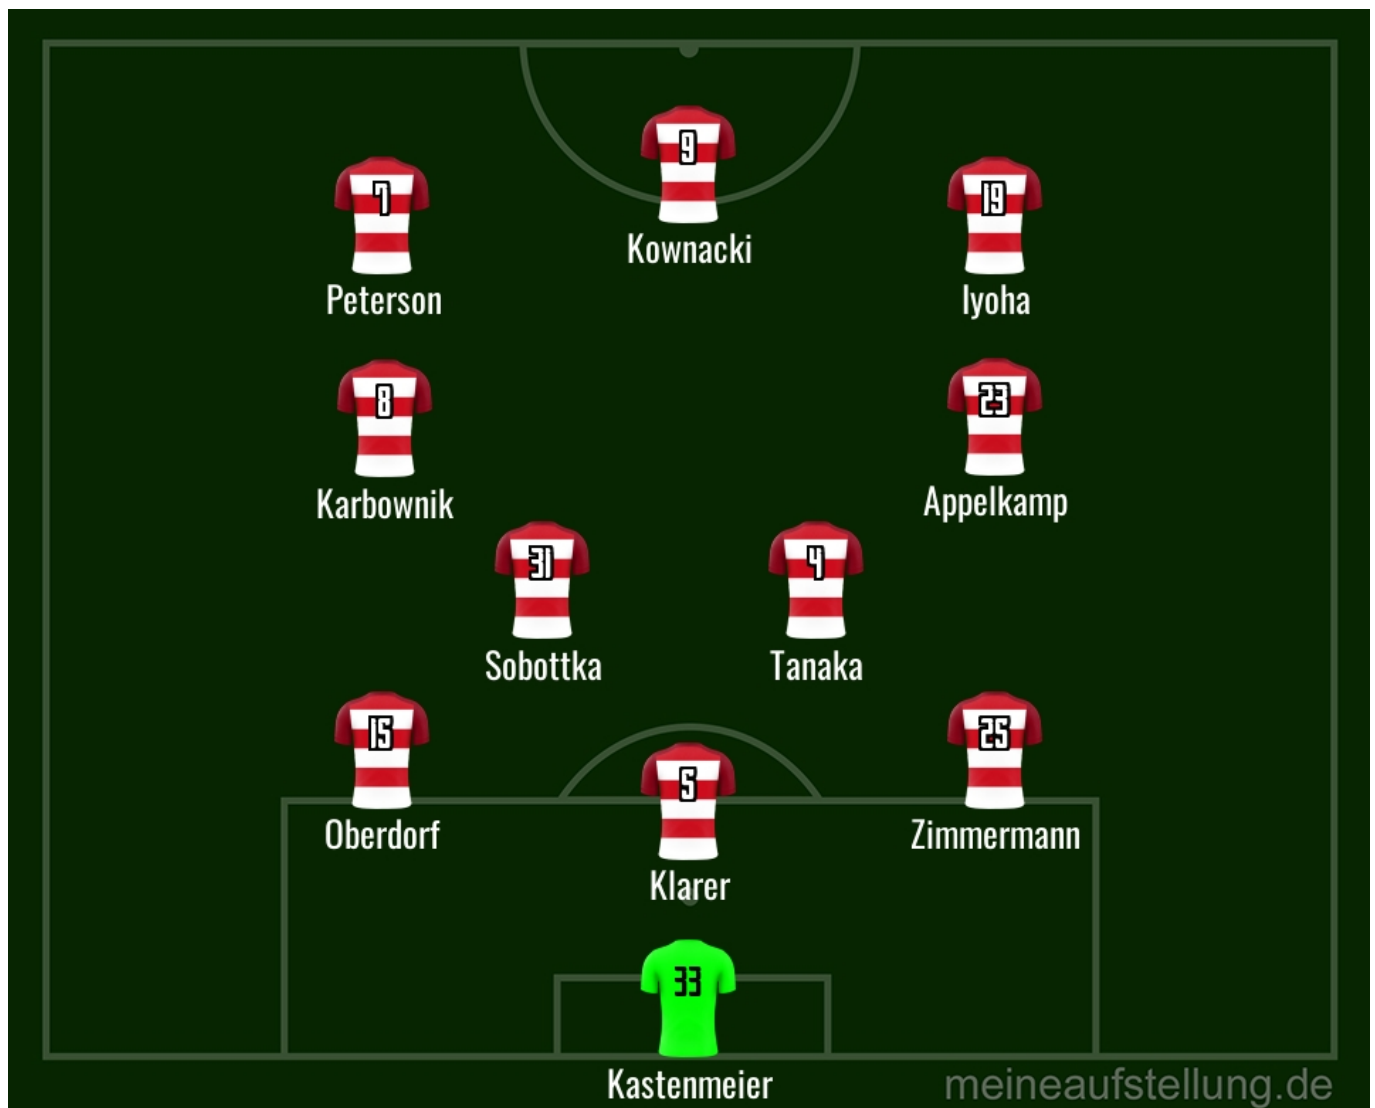 9
Kownacki
7
Peterson
19
Iyoha
8
Karbownik
23
Appelkamp
31
Sobottka
4
Tanaka
15
Oberdorf
25
Zimmermann
5
Klarer
33
Kastenmeier
meineaufstellung.de